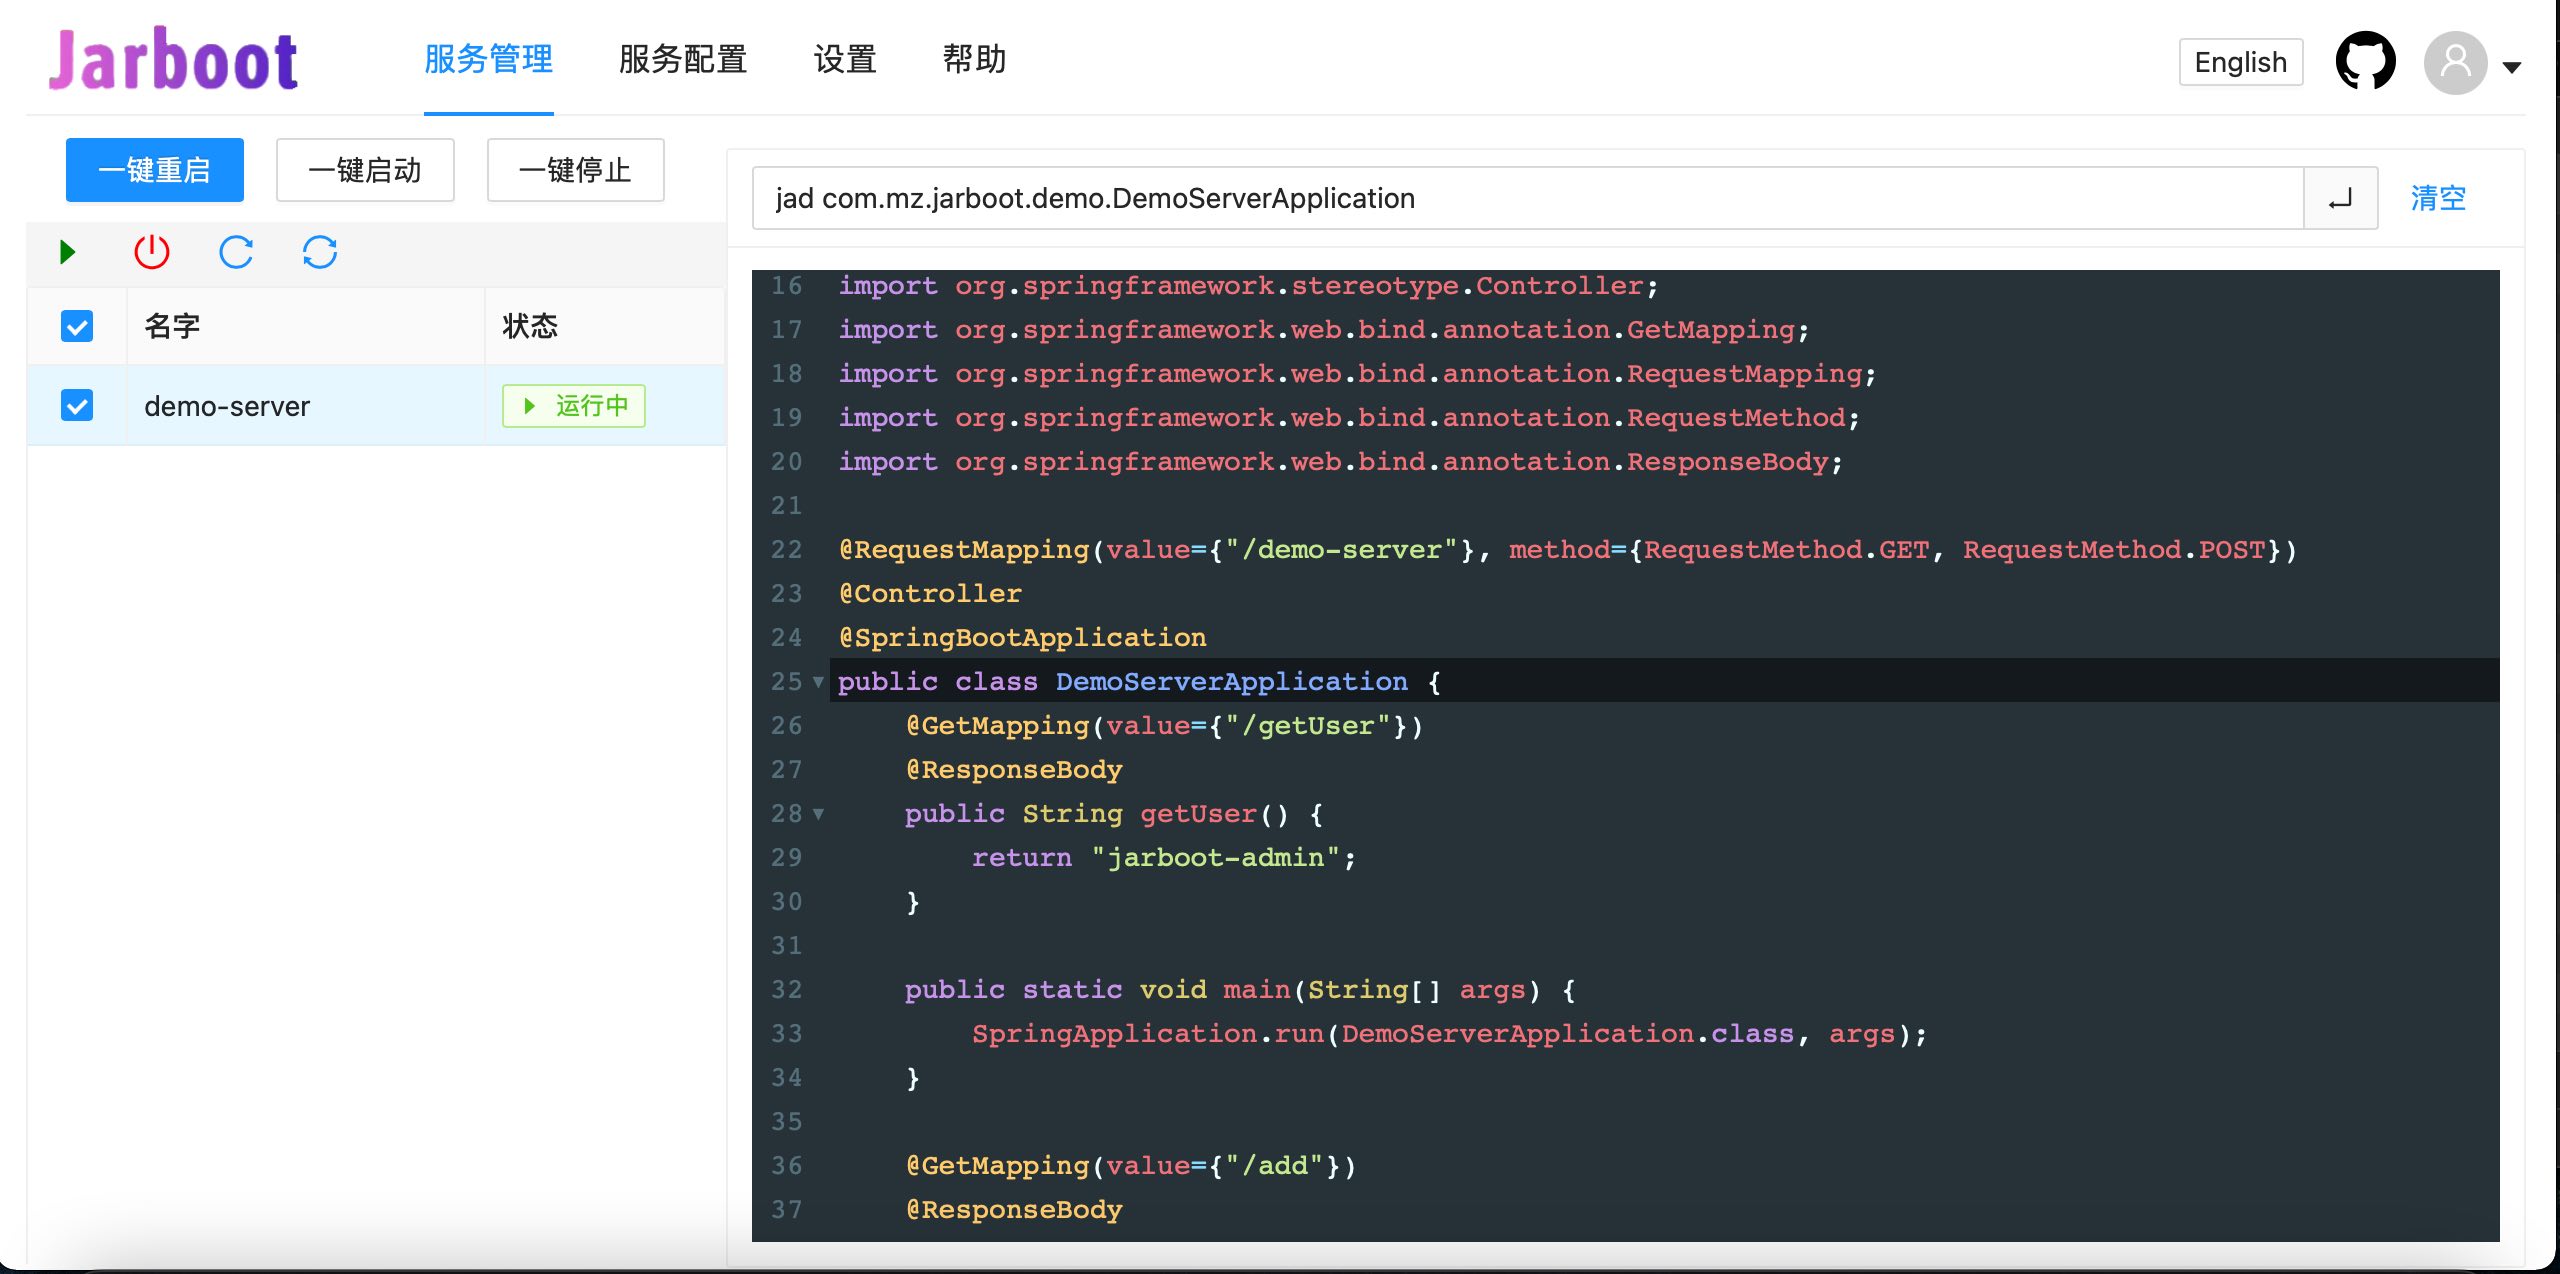 Jarboot 服务管理 服务配置 设置 帮助 English
一键重启 一键启动 一键停止
名字 状态
demo-server 运行中
jad com.mz.jarboot.demo.DemoServerApplication 清空
16 import org.springframework.stereotype.Controller;
17 import org.springframework.web.bind.annotation.GetMapping;
18 import org.springframework.web.bind.annotation.RequestMapping;
19 import org.springframework.web.bind.annotation.RequestMethod;
20 import org.springframework.web.bind.annotation.ResponseBody;
21
22 @RequestMapping(value={"/demo-server"}, method={RequestMethod.GET, RequestMethod.POST})
23 @Controller
24 @SpringBootApplication
25 public class DemoServerApplication {
26     @GetMapping(value={"/getUser"})
27     @ResponseBody
28     public String getUser() {
29         return "jarboot-admin";
30     }
31
32     public static void main(String[] args) {
33         SpringApplication.run(DemoServerApplication.class, args);
34     }
35
36     @GetMapping(value={"/add"})
37     @ResponseBody